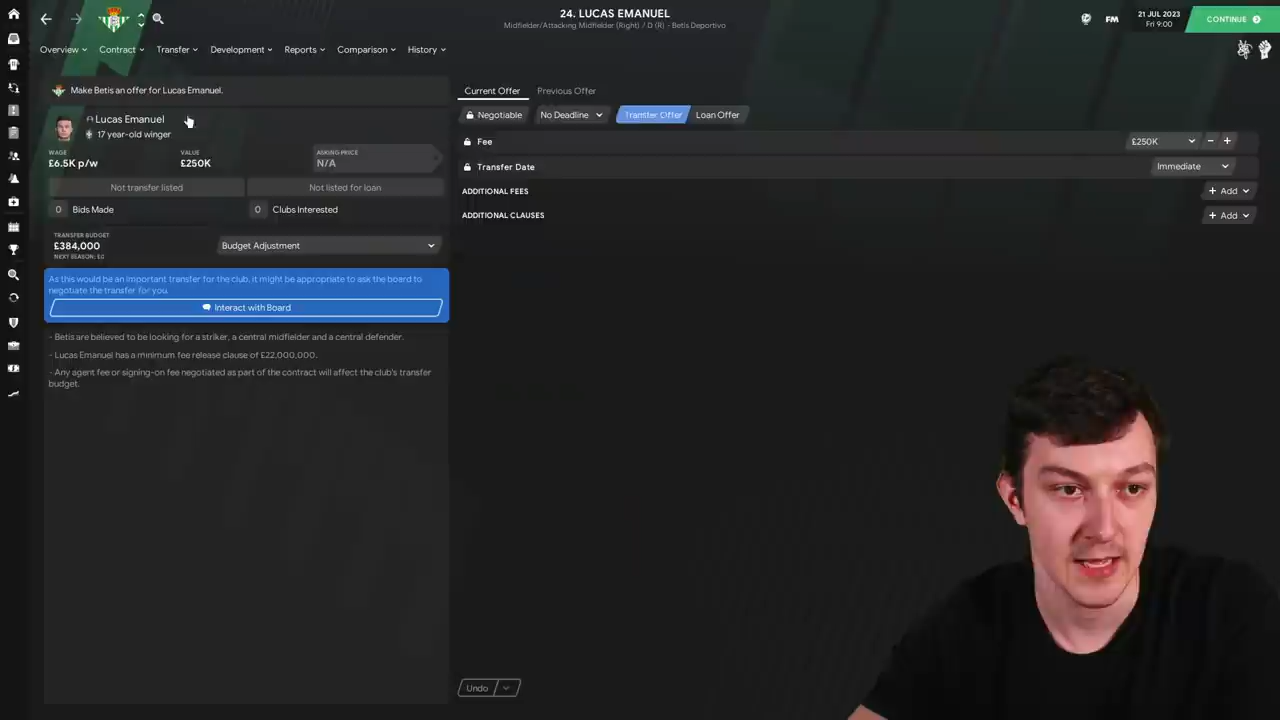 24. LUCAS EMANUEL
Midfielder/Attacking Midfielder (Right) / D (R) - Betis Deportivo
FM
21 JUL 2023
Fri 9:00
CONTINUE
Overview
Contract
Transfer
Development
Reports
Comparison
History
Make Betis an offer for Lucas Emanuel.
Lucas Emanuel
17 year-old winger
WAGE
£6.5K p/w
VALUE
£250K
ASKING PRICE
N/A
Not transfer listed
Not listed for loan
0 Bids Made
0 Clubs Interested
TRANSFER BUDGET
£384,000
NEXT SEASON: £0
Budget Adjustment
As this would be an important transfer for the club, it might be appropriate to ask the board to
negotiate the transfer for you.
Interact with Board
- Betis are believed to be looking for a striker, a central midfielder and a central defender.
- Lucas Emanuel has a minimum fee release clause of £22,000,000.
- Any agent fee or signing-on fee negotiated as part of the contract will affect the club's transfer
budget.
Current Offer
Previous Offer
Negotiable
No Deadline
Transfer Offer
Loan Offer
Fee
£250K
Transfer Date
Immediate
ADDITIONAL FEES
+ Add
ADDITIONAL CLAUSES
+ Add
Undo